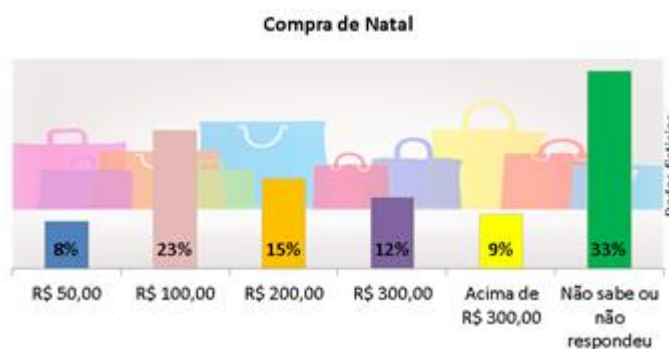 Compra de Natal
8%
23%
15%
12%
9%
33%
R$ 50,00
R$ 100,00
R$ 200,00
R$ 300,00
Acima de
R$ 300,00
Não sabe ou
não
respondeu